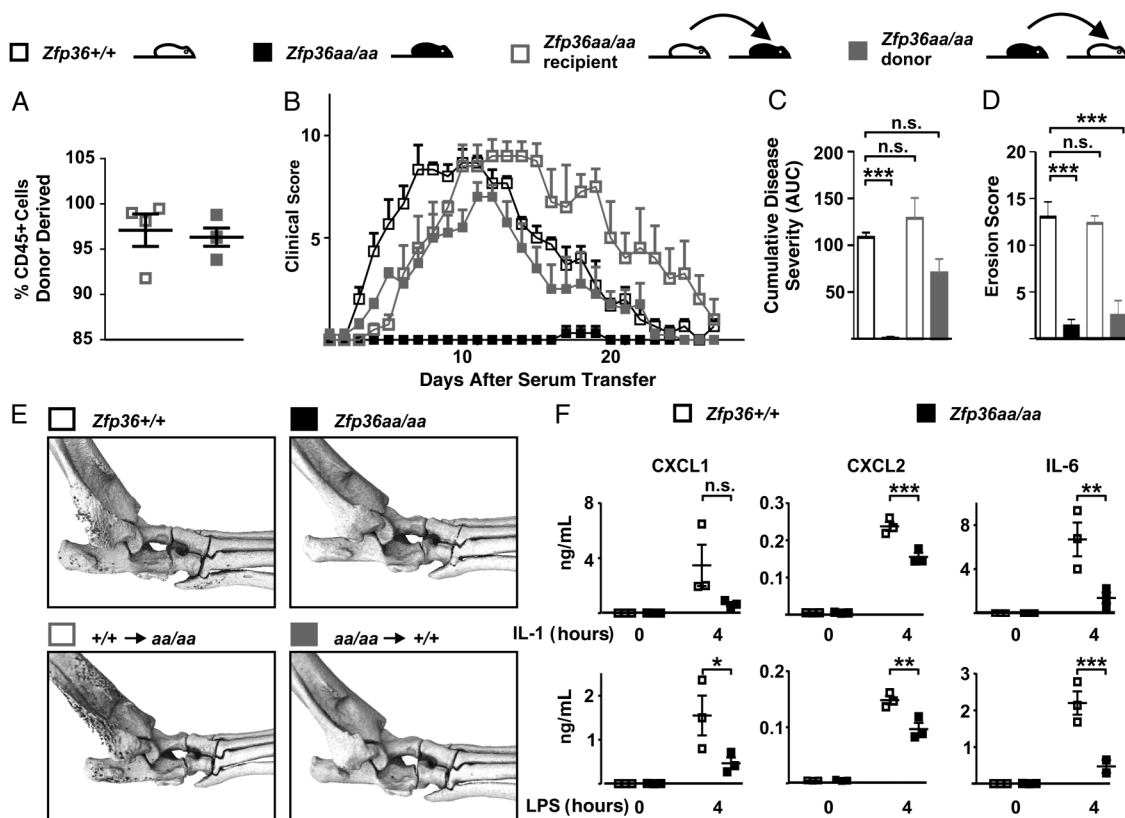 Zfp36+/+
Zfp36aa/aa
Zfp36aa/aa
recipient
Zfp36aa/aa
donor
A
% CD45+Cells
Donor Derived
105
100
95
90
85
B
Clinical Score
10
5
10
20
Days After Serum Transfer
C
n.s.
n.s.
***
Cumulative Disease
Severity (AUC)
200
150
100
50
D
***
n.s.
***
Erosion Score
20
15
10
5
E
Zfp36+/+
Zfp36aa/aa
+/+ → aa/aa
aa/aa → +/+
F
Zfp36+/+
Zfp36aa/aa
CXCL1
CXCL2
IL-6
n.s.
***
**
ng/mL
8
4
0
0.3
0.2
0.1
8
4
0
IL-1 (hours)
0
4
0
4
0
4
*
**
***
ng/mL
2
1
0
0.2
0.1
3
2
1
0
LPS (hours)
0
4
0
4
0
4